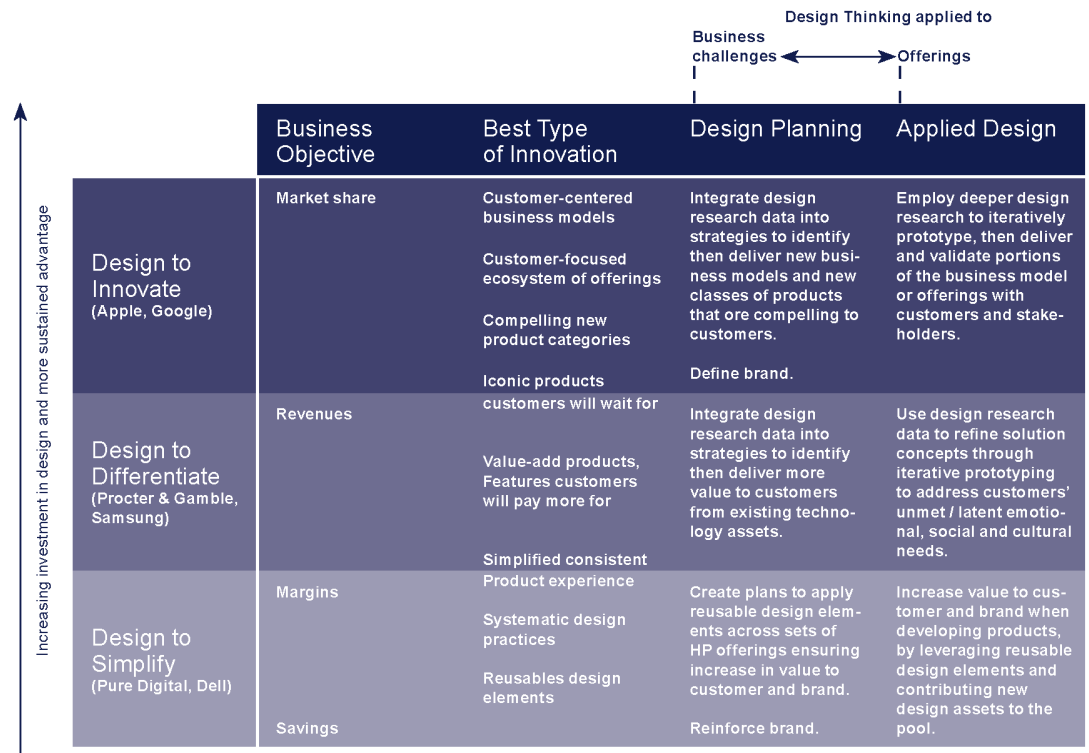 Design Thinking applied to
Business
challenges
Offerings
Increasing investment in design and more sustained advantage
Business
Objective
Best Type
of Innovation
Design Planning
Applied Design
Design to
Innovate
(Apple, Google)
Market share
Customer-centered
business models
Customer-focused
ecosystem of offerings
Compelling new
product categories
Iconic products
customers will wait for
Integrate design
research data into
strategies to identify
then deliver new busi-
ness models and new
classes of products
that ore compelling to
customers.
Define brand.
Employ deeper design
research to iteratively
prototype, then deliver
and validate portions
of the business model
or offerings with
customers and stake-
holders.
Design to
Differentiate
(Procter & Gamble,
Samsung)
Revenues
Value-add products,
Features customers
will pay more for
Simplified consistent
Product experience
Integrate design
research data into
strategies to identify
then deliver more
value to customers
from existing techno-
logy assets.
Use design research
data to refine solution
concepts through
iterative prototyping
to address customers'
unmet / latent emotio-
nal, social and cultural
needs.
Design to
Simplify
(Pure Digital, Dell)
Margins
Savings
Systematic design
practices
Reusables design
elements
Create plans to apply
reusable design elem-
ents across sets of
HP offerings ensuring
increase in value to
customer and brand.
Reinforce brand.
Increase value to cus-
tomer and brand when
developing products,
by leveraging reusable
design elements and
contributing new
design assets to the
pool.